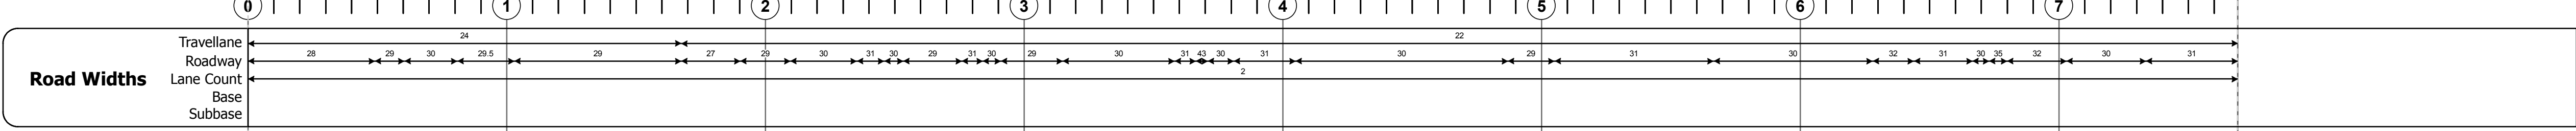 0 1 2 3 4 5 6 7
24 22
Travellane
28 29 30 29.5 29 27 29 30 31 30 29 31 30 29 30 31 43 30 31 30 29 31 30 32 31 30 35 32 30 31
Roadway
2
Road Widths
Lane Count
Base
Subbase